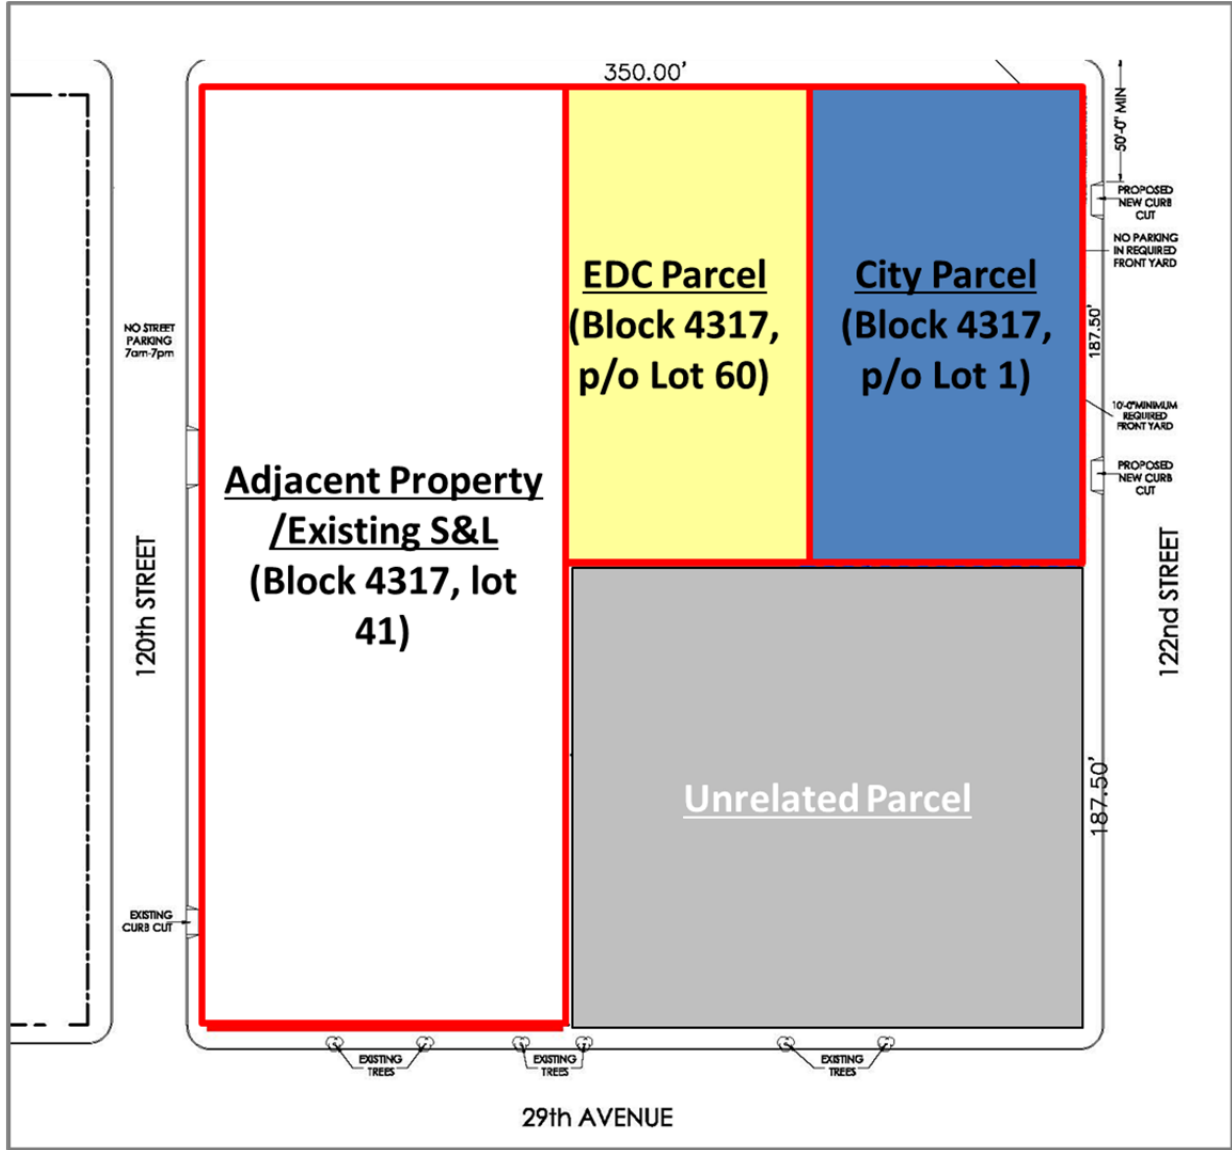 350.00'
50'-0" MIN
PROPOSED
NEW CURB
CUT
NO PARKING
IN REQUIRED
FRONT YARD
EDC Parcel
(Block 4317,
p/o Lot 60)
City Parcel
(Block 4317,
p/o Lot 1)
187.50'
NO STREET
PARKING
7am-7pm
10'-0"MINIMUM
REQUIRED
FRONT YARD
PROPOSED
NEW CURB
CUT
Adjacent Property
/Existing S&L
(Block 4317, lot
41)
120th STREET
122nd STREET
Unrelated Parcel
187.50'
EXISTING
CURB CUT
EXISTING
TREES
EXISTING
TREES
EXISTING
TREES
29th AVENUE